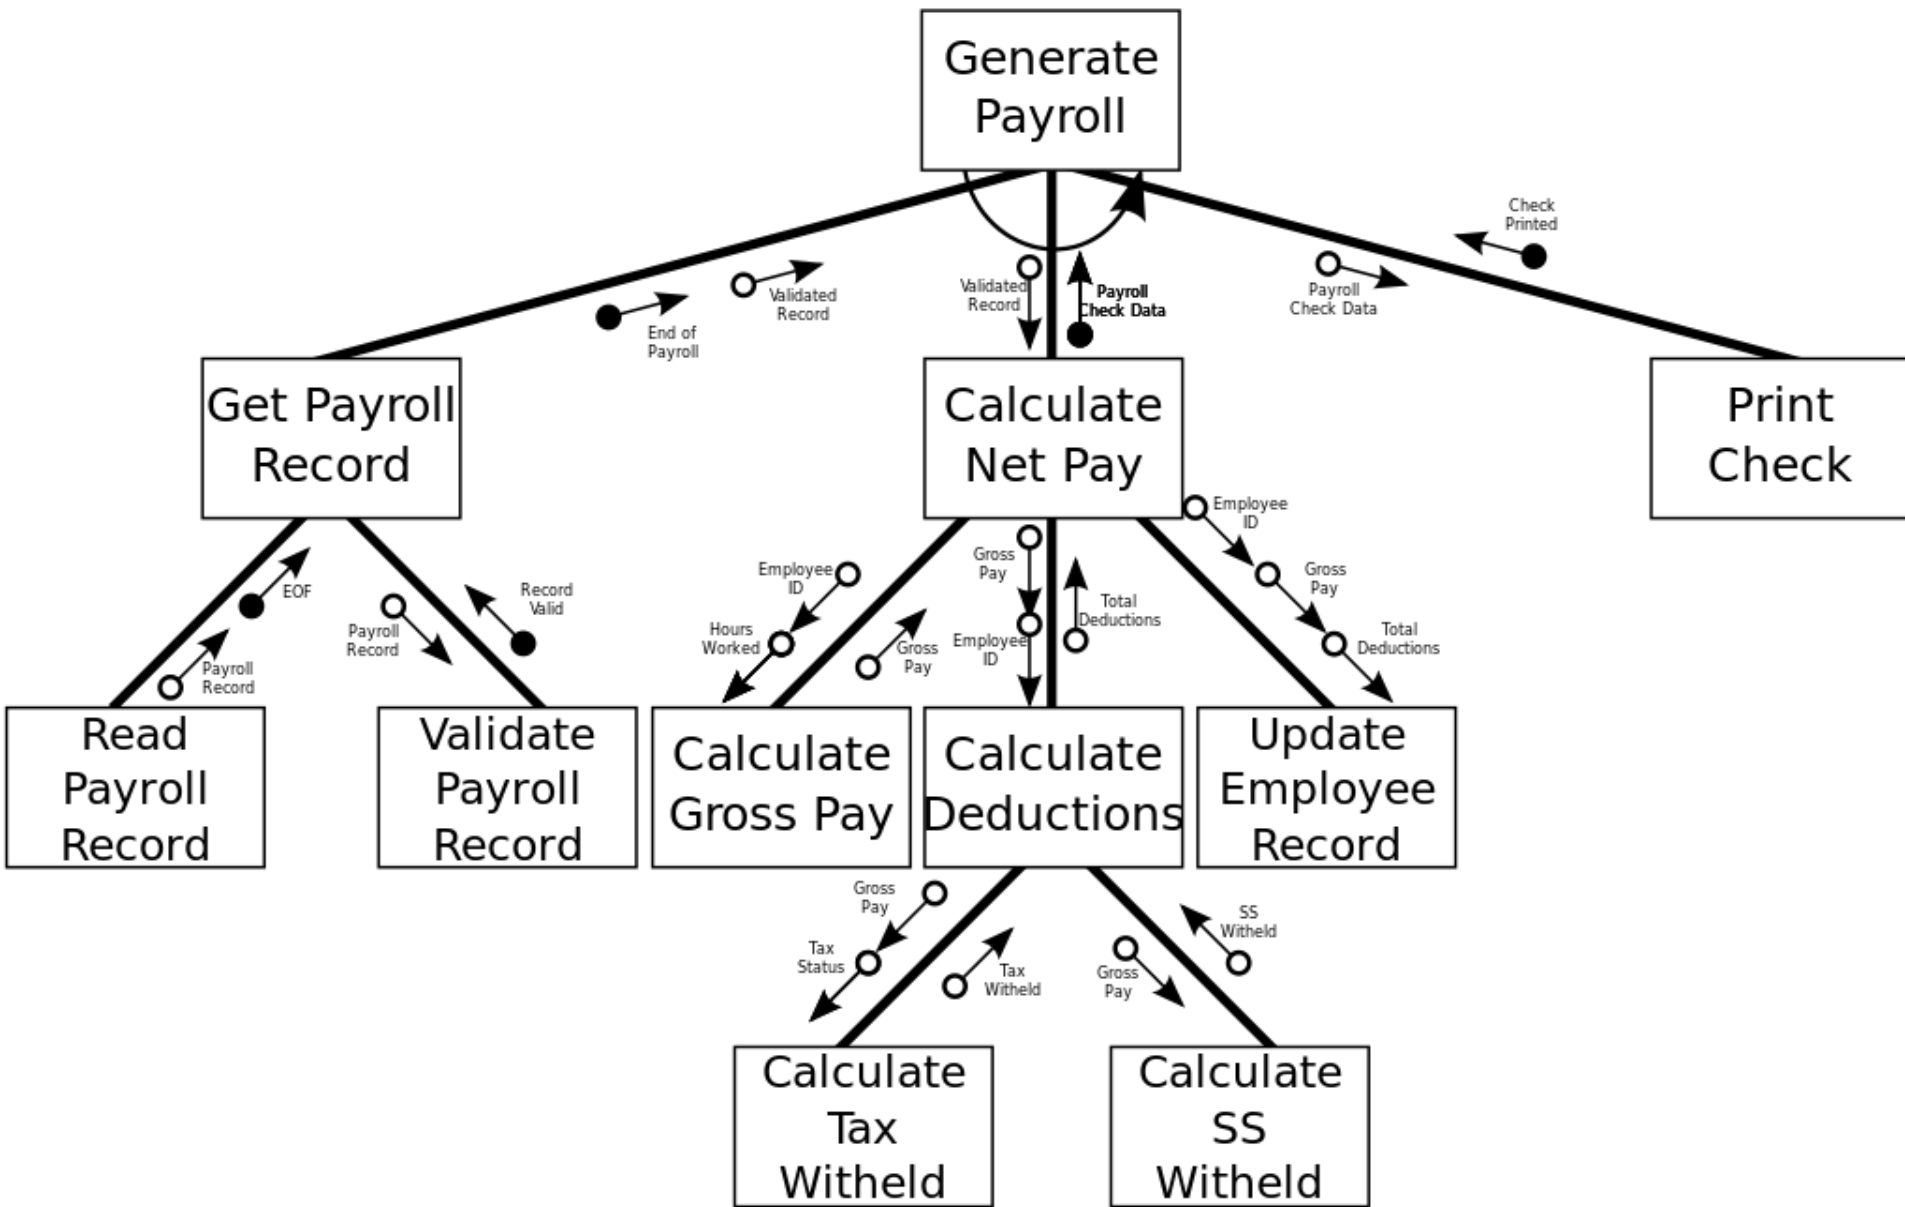 Generate
Payroll
Check
Printed
Validated
Record
End of
Payroll
Validated
Record
Payroll
Check Data
Payroll
Check Data
Get Payroll
Record
Calculate
Net Pay
Print
Check
EOF
Payroll
Record
Payroll
Record
Record
Valid
Employee
ID
Hours
Worked
Gross
Pay
Gross
Pay
Employee
ID
Total
Deductions
Employee
ID
Gross
Pay
Total
Deductions
Read
Payroll
Record
Validate
Payroll
Record
Calculate
Gross Pay
Calculate
Deductions
Update
Employee
Record
Gross
Pay
Tax
Status
Tax
Witheld
Gross
Pay
SS
Witheld
Calculate
Tax
Witheld
Calculate
SS
Witheld